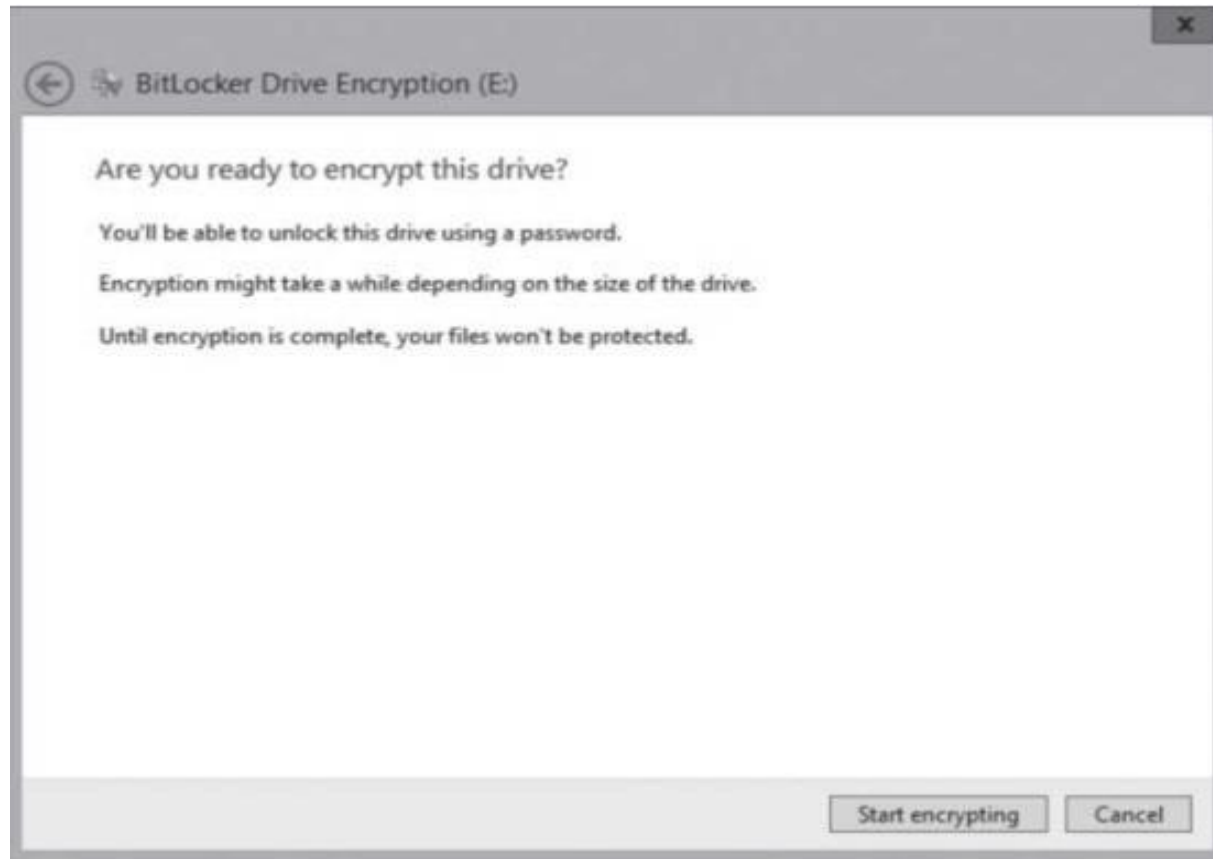 BitLocker Drive Encryption (E:)
Are you ready to encrypt this drive?
You'll be able to unlock this drive using a password.
Encryption might take a while depending on the size of the drive.
Until encryption is complete, your files won't be protected.
Start encrypting Cancel